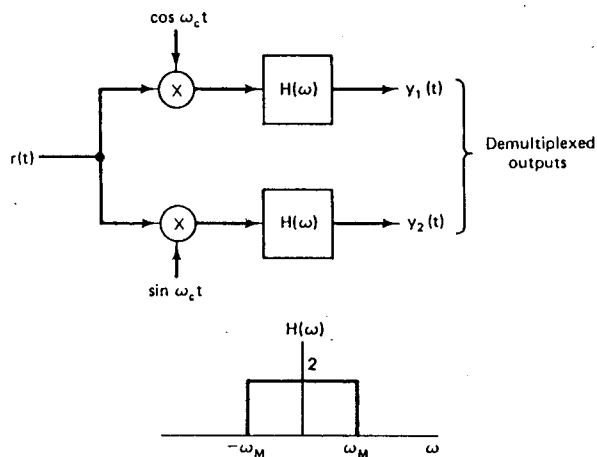 cos ω_c t
X
H(ω)
y₁(t)
r(t)
Demultiplexed
outputs
X
H(ω)
y₂(t)
sin ω_c t
H(ω)
2
-ω_M
ω_M
ω